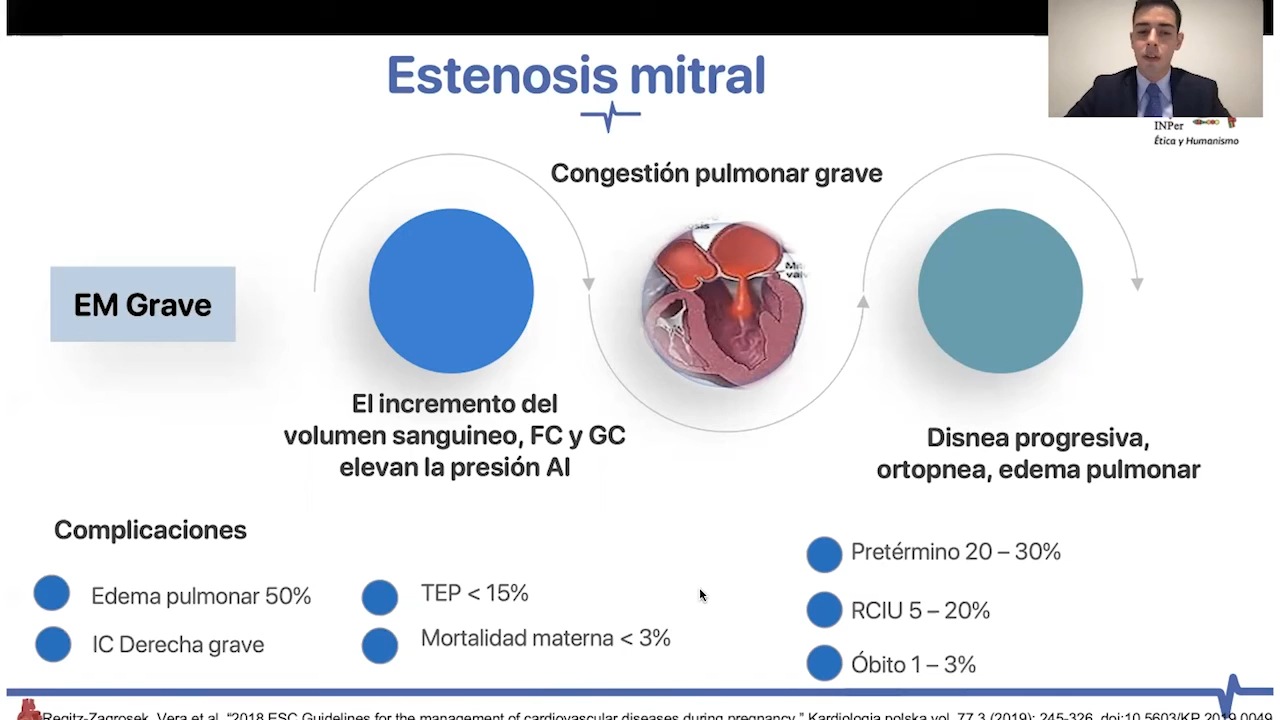 Estenosis mitral
INPer
Ética y Humanismo
Congestión pulmonar grave
EM Grave
El incremento del
volumen sanguineo, FC y GC
elevan la presión AI
Disnea progresiva,
ortopnea, edema pulmonar
Complicaciones
Edema pulmonar 50%
IC Derecha grave
TEP < 15%
Mortalidad materna < 3%
Pretérmino 20 – 30%
RCIU 5 – 20%
Óbito 1 – 3%
Regitz-Zagrosek, Vera et al. “2018 ESC Guidelines for the management of cardiovascular diseases during pregnancy.” Kardiologia polska vol. 77,3 (2019): 245-326. doi:10.5603/KP.2019.0049